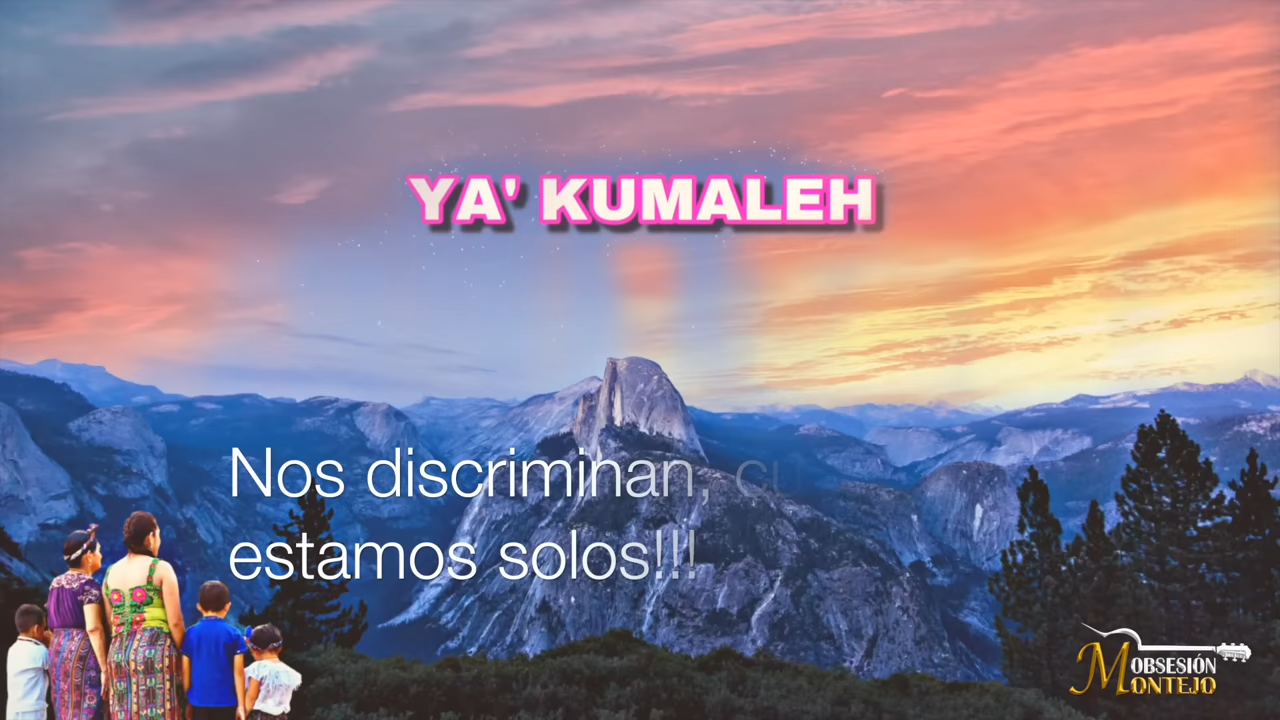 YA' KUMALEH
Nos discriminan,
estamos solos!!!
OBSESIÓN
MONTEJO